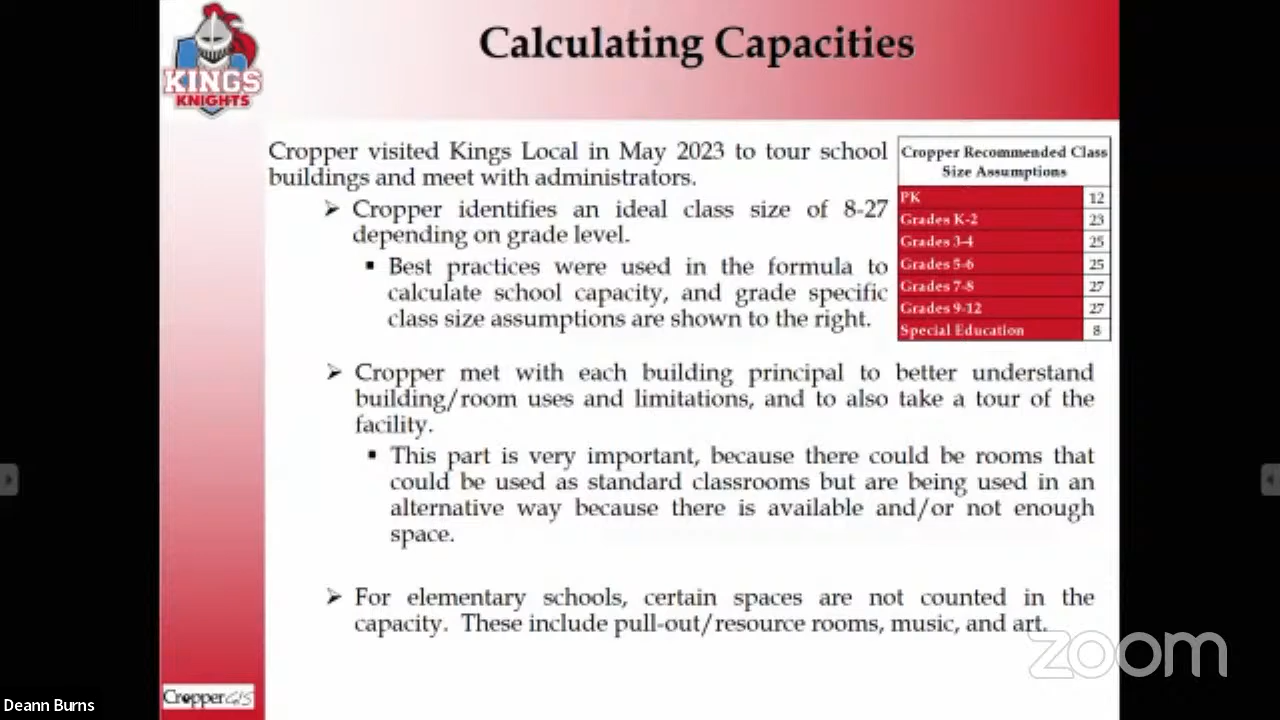 KINGS
KNIGHTS
Calculating Capacities
Cropper visited Kings Local in May 2023 to tour school
buildings and meet with administrators.
➢ Cropper identifies an ideal class size of 8-27
depending on grade level.
▪ Best practices were used in the formula to
calculate school capacity, and grade specific
class size assumptions are shown to the right.
Cropper Recommended Class
Size Assumptions
PK 12
Grades K-2 23
Grades 3-4 25
Grades 5-6 25
Grades 7-8 27
Grades 9-12 27
Special Education 8
➢ Cropper met with each building principal to better understand
building/room uses and limitations, and to also take a tour of the
facility.
▪ This part is very important, because there could be rooms that
could be used as standard classrooms but are being used in an
alternative way because there is available and/or not enough
space.
➢ For elementary schools, certain spaces are not counted in the
capacity. These include pull-out/resource rooms, music, and art.
zoom
Cropper GIS
Deann Burns